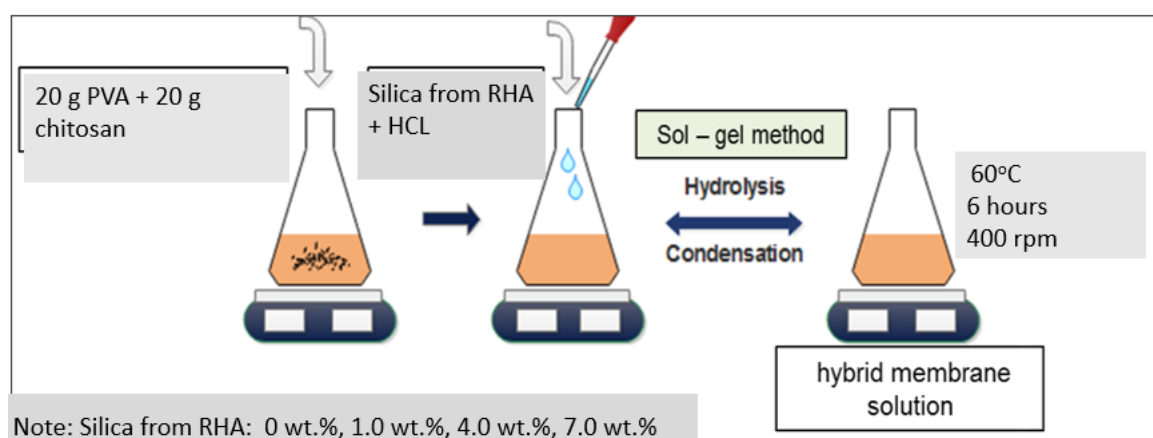 20 g PVA + 20 g
chitosan
Silica from RHA
+ HCL
Sol – gel method
Hydrolysis
Condensation
60°C
6 hours
400 rpm
hybrid membrane
solution
Note: Silica from RHA:  0 wt.%, 1.0 wt.%, 4.0 wt.%, 7.0 wt.%